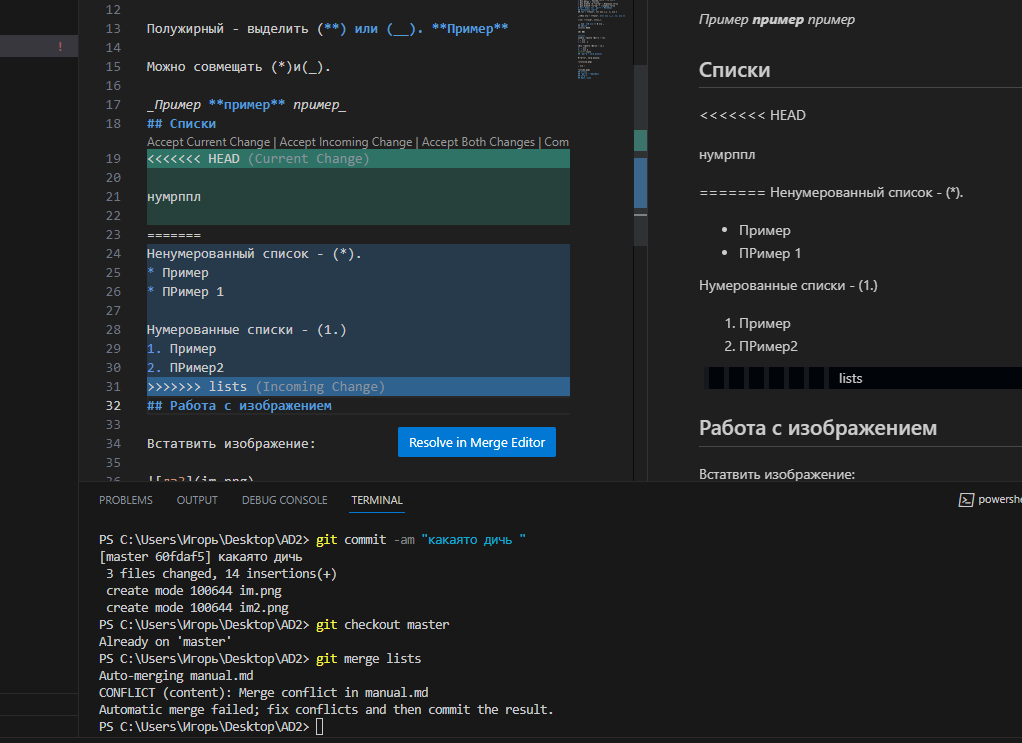 12
13 Полужирный - выделить (**) или (__). **Пример**
14
15 Можно совмещать (*)и(_).
16
17 _Пример **пример** пример_
18 ## Списки
Accept Current Change | Accept Incoming Change | Accept Both Changes | Com
19 <<<<<<< HEAD (Current Change)
20
21 нумрппл
22
23 =======
24 Ненумерованный список - (*).
25 * Пример
26 * ПРимер 1
27
28 Нумерованные списки - (1.)
29 1. Пример
30 2. ПРимер2
31 >>>>>>> lists (Incoming Change)
32 ## Работа с изображением
33
34 Вставтить изображение:
35
Resolve in Merge Editor
Пример пример пример
Списки
<<<<<<< HEAD
нумрппл
======= Ненумерованный список - (*).
• Пример
• ПРимер 1
Нумерованные списки - (1.)
1. Пример
2. ПРимер2
lists
Работа с изображением
Вставтить изображение:
PROBLEMS OUTPUT DEBUG CONSOLE TERMINAL powershe
PS C:\Users\Игорь\Desktop\AD2> git commit -am "какаято дичь "
[master 60fdaf5] какаято дичь
3 files changed, 14 insertions(+)
create mode 100644 im.png
create mode 100644 im2.png
PS C:\Users\Игорь\Desktop\AD2> git checkout master
Already on 'master'
PS C:\Users\Игорь\Desktop\AD2> git merge lists
Auto-merging manual.md
CONFLICT (content): Merge conflict in manual.md
Automatic merge failed; fix conflicts and then commit the result.
PS C:\Users\Игорь\Desktop\AD2>